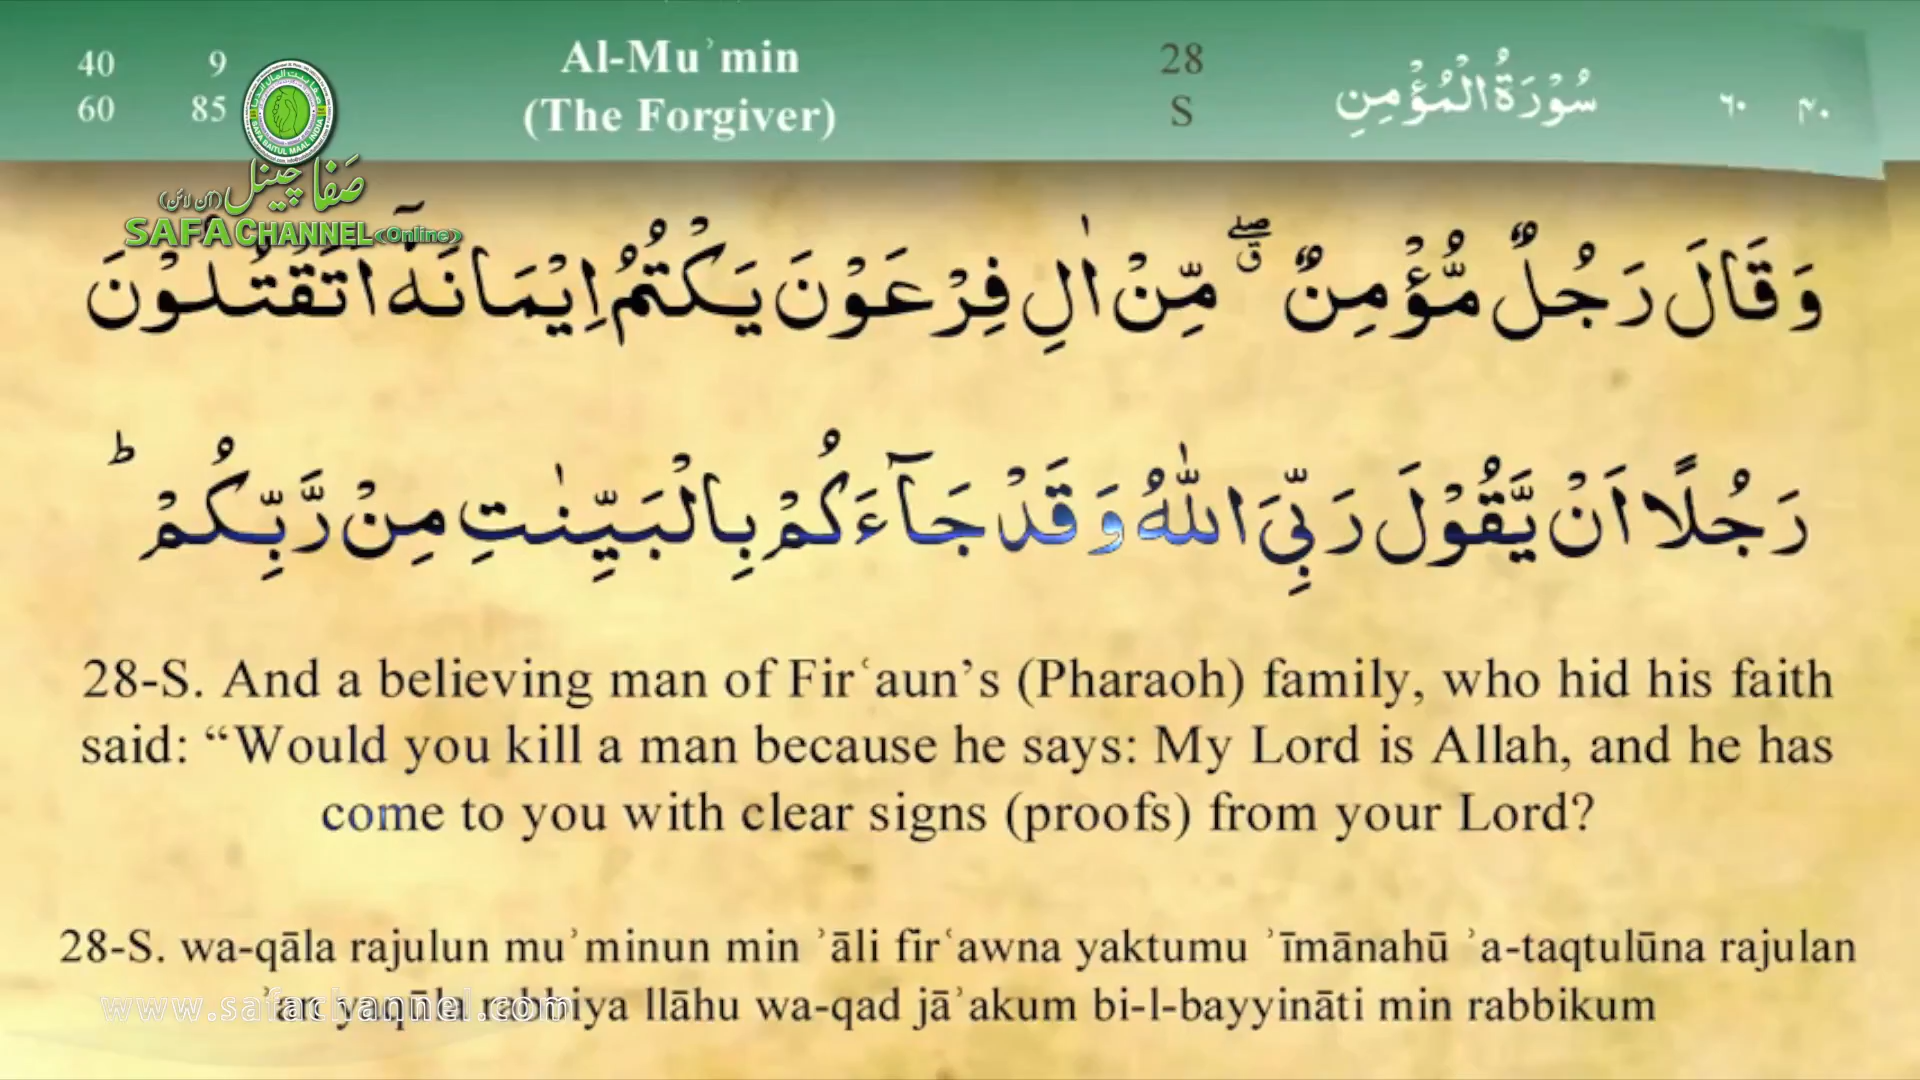 40 9 Al-Muʾmin 28 سُوْرَةُ الْمُؤْمِنِ ٦٠ ٤٠
60 85 (The Forgiver) S
صفا چینل (آن لائن)
SAFA CHANNEL (Online)
وَقَالَ رَجُلٌ مُّؤْمِنٌ ۖ ق مِّنْ اٰلِ فِرْعَوْنَ يَكْتُمُ اِيْمَانَهٗٓ اَتَقْتُلُوْنَ
رَجُلًا اَنْ يَّقُوْلَ رَبِّيَ اللّٰهُ وَقَدْ جَآءَكُمْ بِالْبَيِّنٰتِ مِنْ رَّبِّكُمْ ؕ
28-S. And a believing man of Firʿaun’s (Pharaoh) family, who hid his faith
said: “Would you kill a man because he says: My Lord is Allah, and he has
come to you with clear signs (proofs) from your Lord?
28-S. wa-qāla rajulun muʾminun min ʾāli firʿawna yaktumu ʾīmānahū ʾa-taqtulūna rajulan
ʾan yaqūla rabbiya llāhu wa-qad jāʾakum bi-l-bayyināti min rabbikum
www.safachannel.com